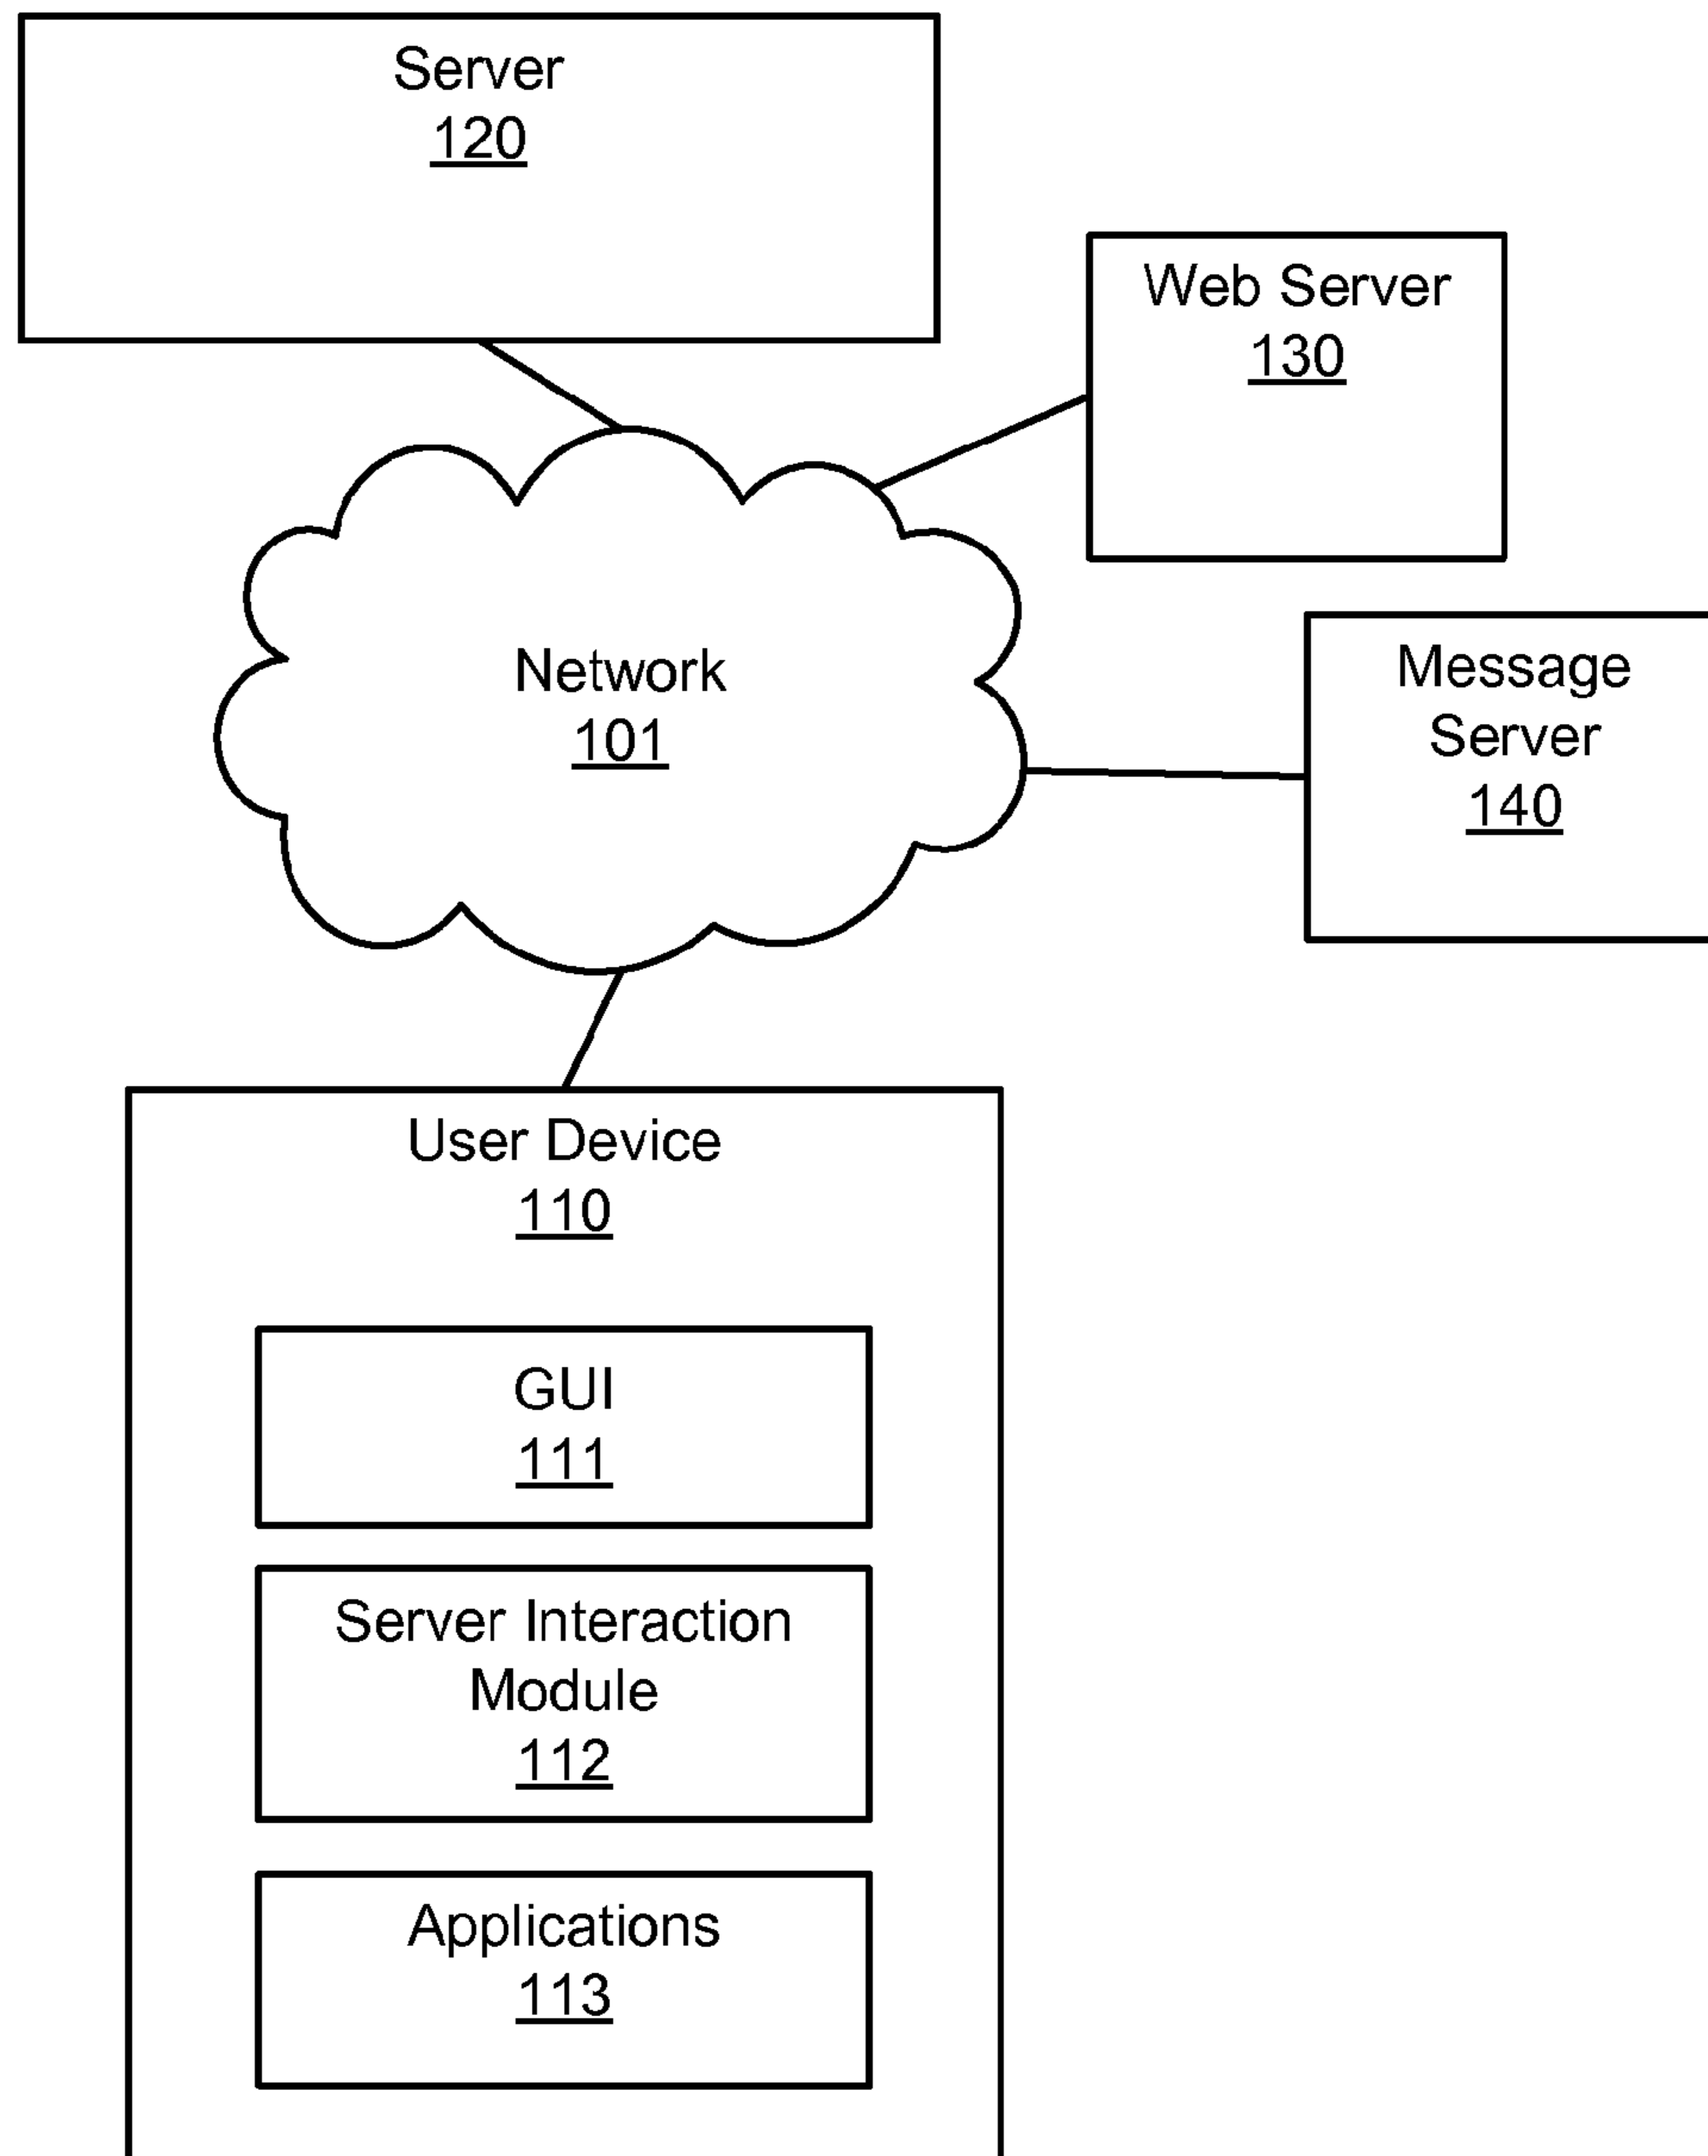 Server
120
Web Server
130
Network
101
Message
Server
140
User Device
110
GUI
111
Server Interaction
Module
112
Applications
113